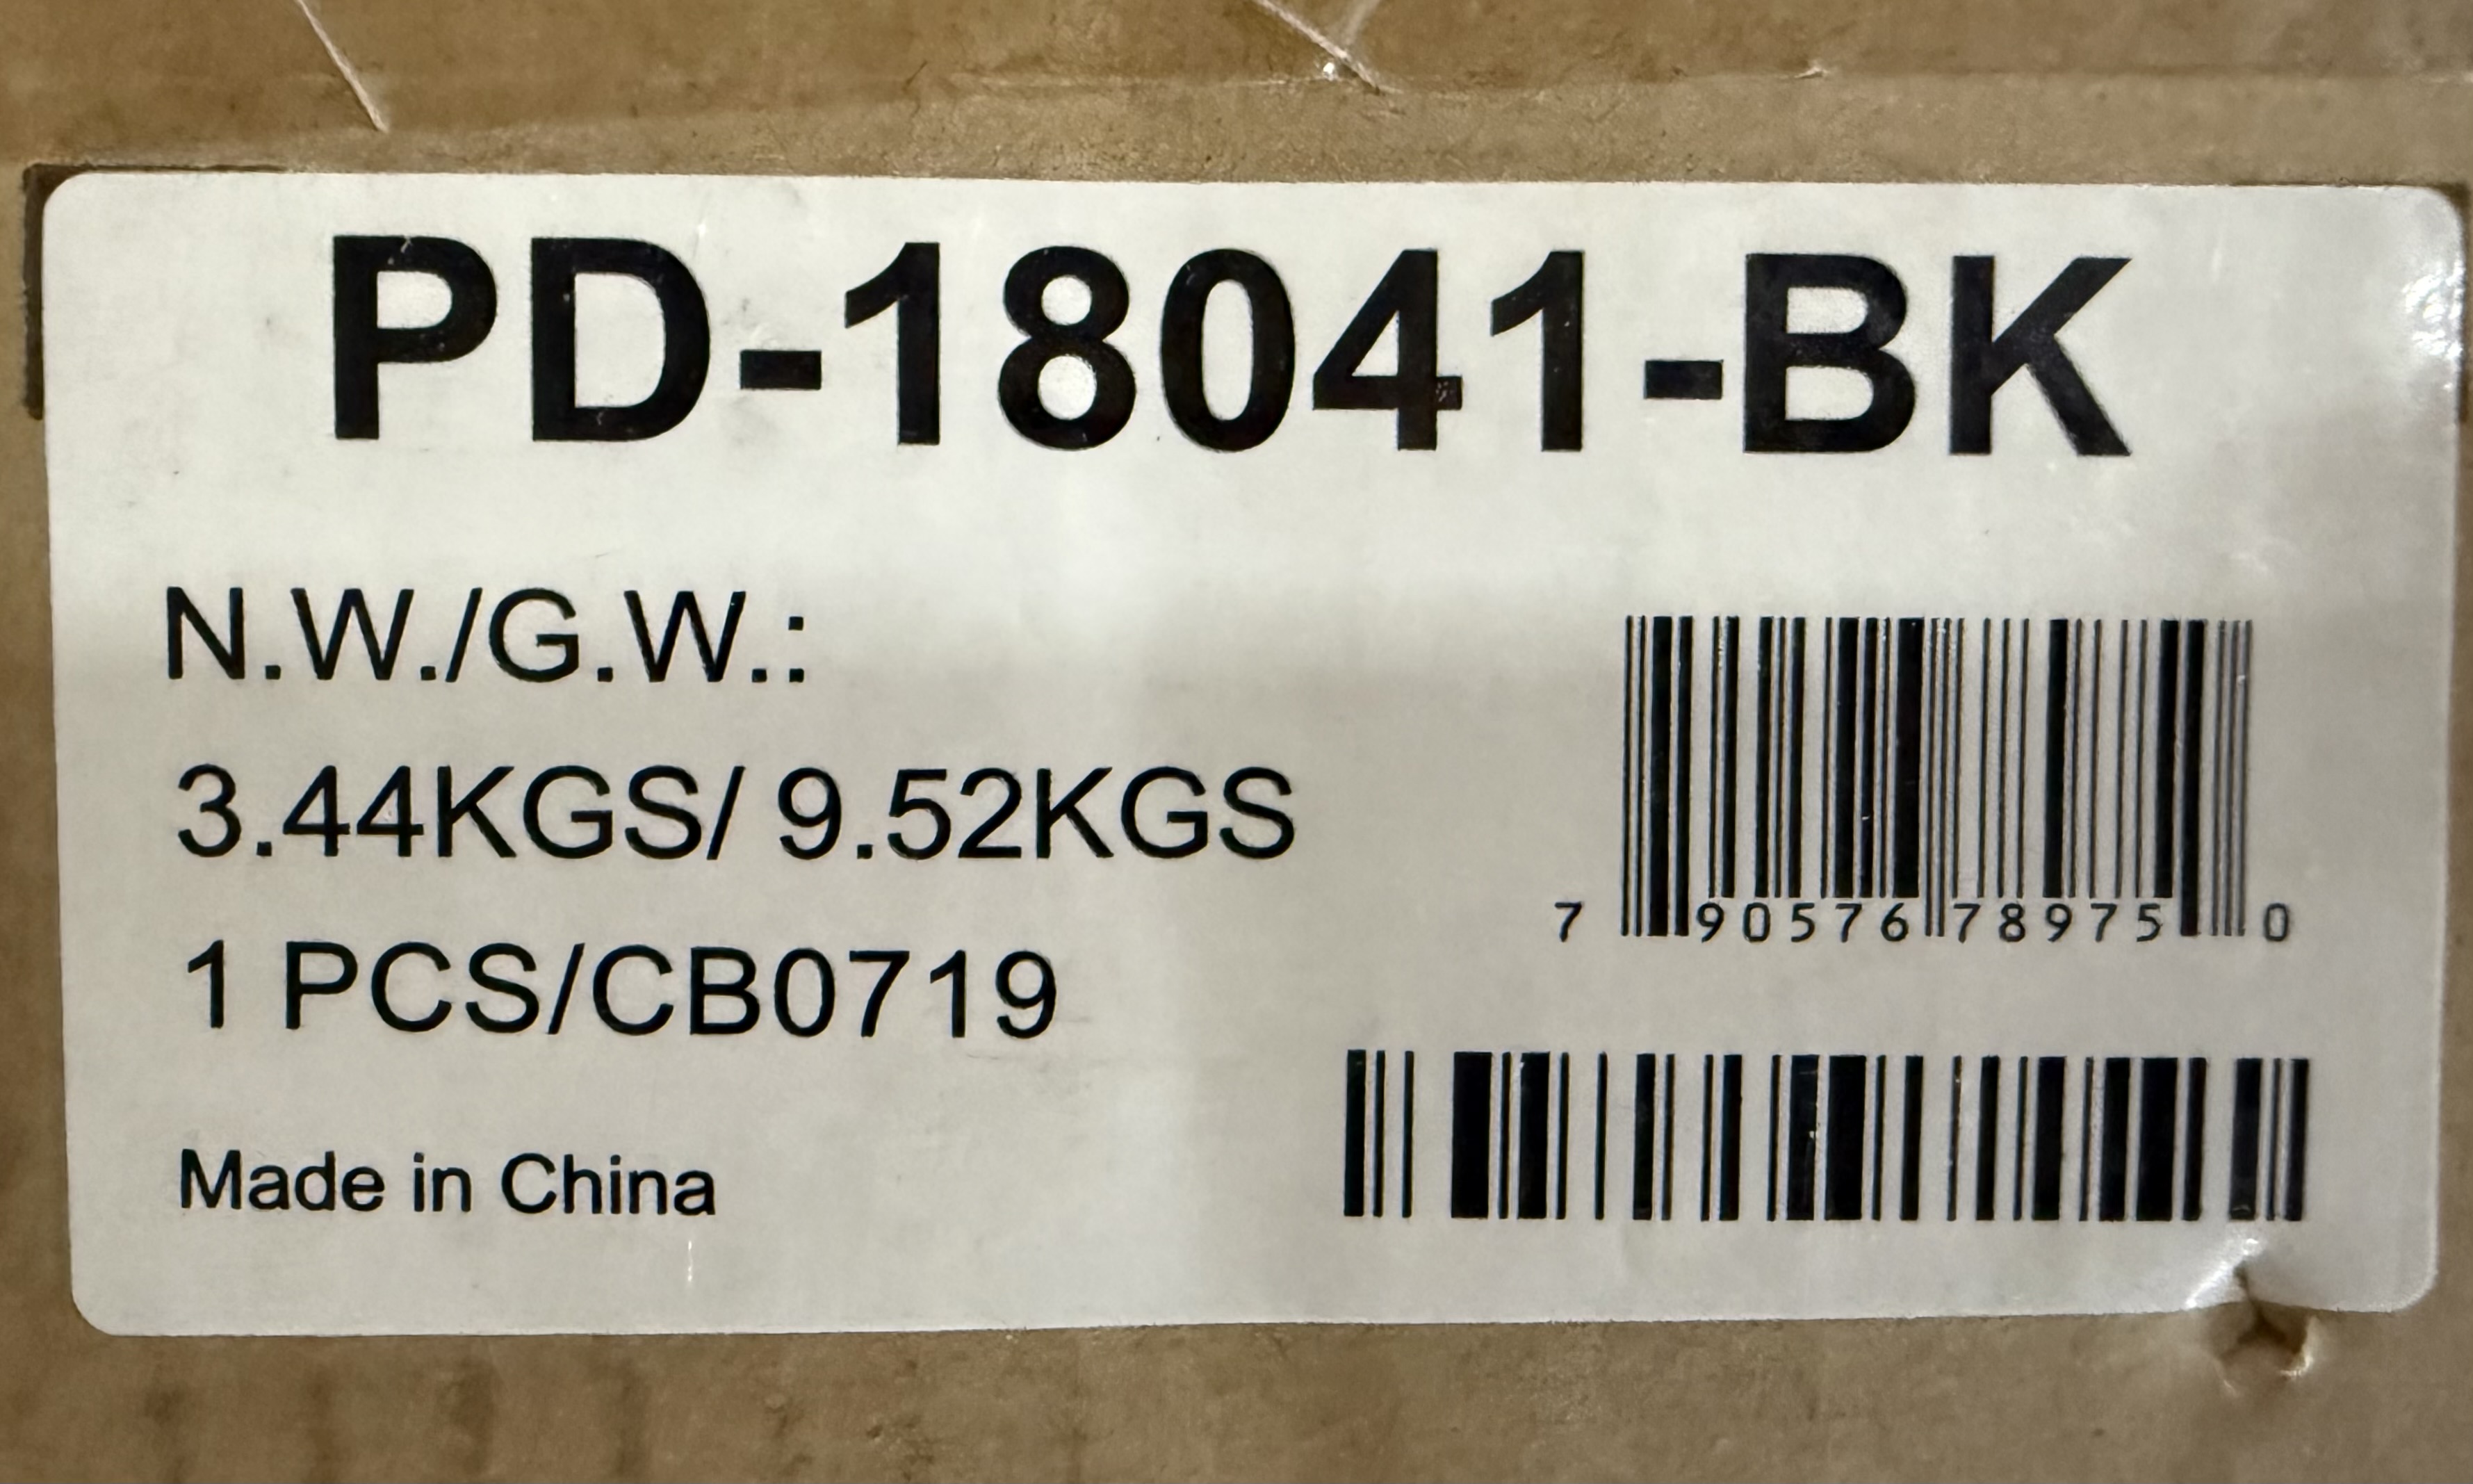 PD-18041-BK
N.W./G.W.:
3.44KGS/ 9.52KGS
1 PCS/CB0719
Made in China
7 90576 78975 0